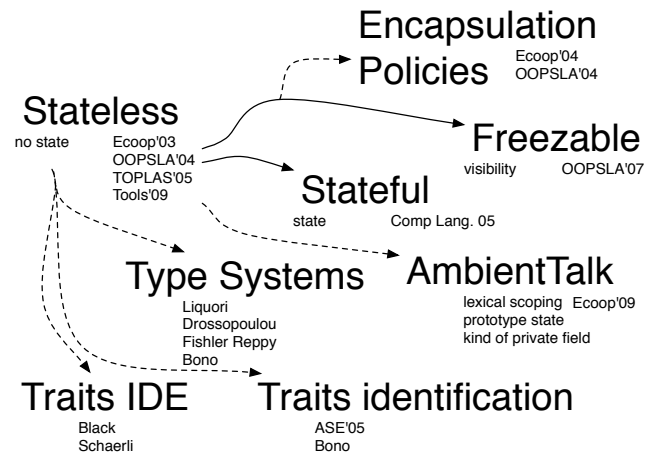 Encapsulation
Policies
Ecoop'04
OOPSLA'04
Stateless
no state
Ecoop'03
OOPSLA'04
TOPLAS'05
Tools'09
Freezable
visibility
OOPSLA'07
Stateful
state
Comp Lang. 05
Type Systems
Liquori
Drossopoulou
Fishler Reppy
Bono
AmbientTalk
lexical scoping
prototype state
kind of private field
Ecoop'09
Traits IDE
Black
Schaerli
Traits identification
ASE'05
Bono